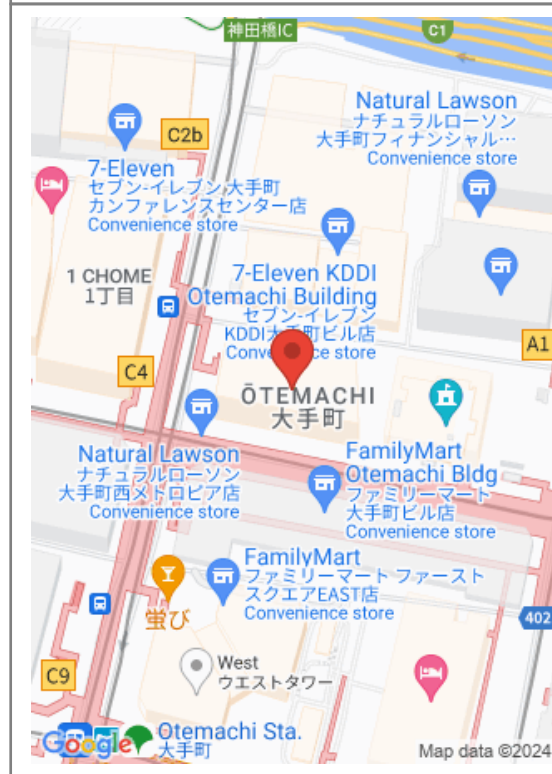 神田橋IC
C1
Natural Lawson
ナチュラルローソン
大手町フィナンシャル…
Convenience store
C2b
7-Eleven
セブン-イレブン 大手町
カンファレンスセンター店
Convenience store
1 CHOME
1丁目
7-Eleven KDDI
Otemachi Building
セブン-イレブン
KDDI大手町ビル店
Convenience store
A1
C4
ŌTEMACHI
大手町
Natural Lawson
ナチュラルローソン
大手町西メトロピア店
Convenience store
FamilyMart
Otemachi Bldg
ファミリーマート
大手町ビル店
Convenience store
FamilyMart
ファミリーマート ファースト
スクエアEAST店
Convenience store
蛍び
402
West
ウエストタワー
C9
Otemachi Sta.
大手町
Google
Map data ©2024